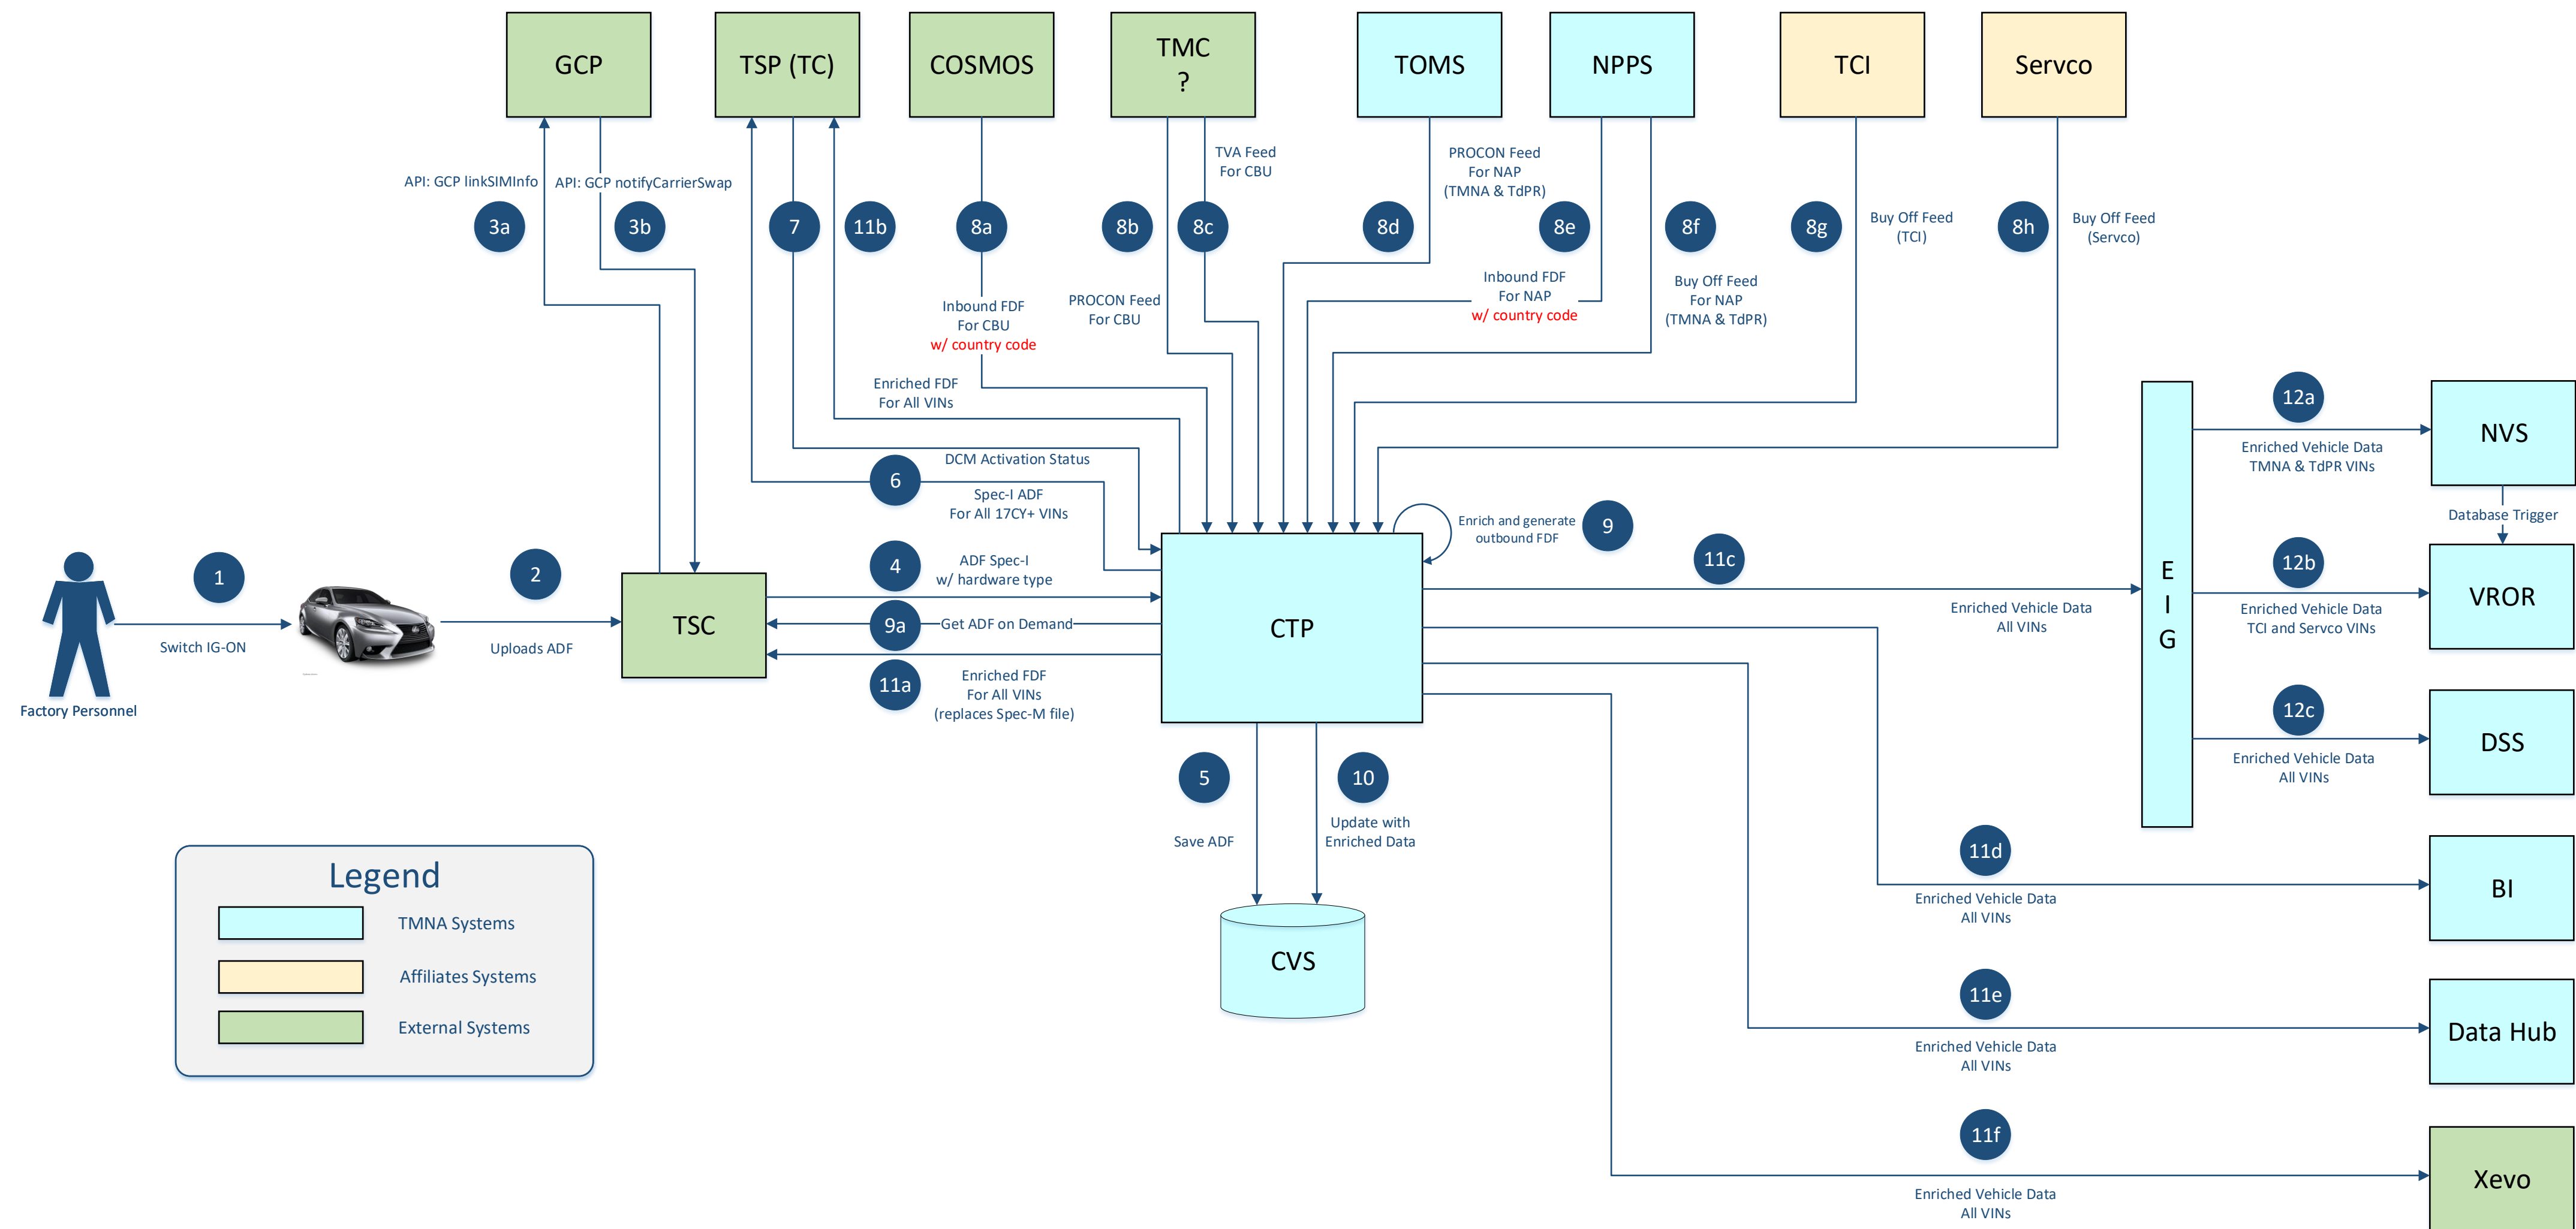 GCP
TSP (TC)
COSMOS
TMC
?
TOMS
NPPS
TCI
Servco
API: GCP linkSIMInfo
3a
API: GCP notifyCarrierSwap
3b
7
11b
8a
Inbound FDF
For CBU
w/ country code
8b
PROCON Feed
For CBU
TVA Feed
For CBU
8c
PROCON Feed
For NAP
(TMNA & TdPR)
8d
8e
Inbound FDF
For NAP
w/ country code
8f
Buy Off Feed
For NAP
(TMNA & TdPR)
8g
Buy Off Feed
(TCI)
8h
Buy Off Feed
(Servco)
Enriched FDF
For All VINs
DCM Activation Status
6
Spec-I ADF
For All 17CY+ VINs
Factory Personnel
1
Switch IG-ON
2
Uploads ADF
TSC
4
ADF Spec-I
w/ hardware type
9a
Get ADF on Demand
11a
Enriched FDF
For All VINs
(replaces Spec-M file)
CTP
Enrich and generate
outbound FDF
9
5
Save ADF
10
Update with
Enriched Data
CVS
11c
Enriched Vehicle Data
All VINs
E
I
G
12a
Enriched Vehicle Data
TMNA & TdPR VINs
NVS
Database Trigger
12b
Enriched Vehicle Data
TCI and Servco VINs
VROR
12c
Enriched Vehicle Data
All VINs
DSS
11d
Enriched Vehicle Data
All VINs
BI
11e
Enriched Vehicle Data
All VINs
Data Hub
11f
Enriched Vehicle Data
All VINs
Xevo
Legend
TMNA Systems
Affiliates Systems
External Systems